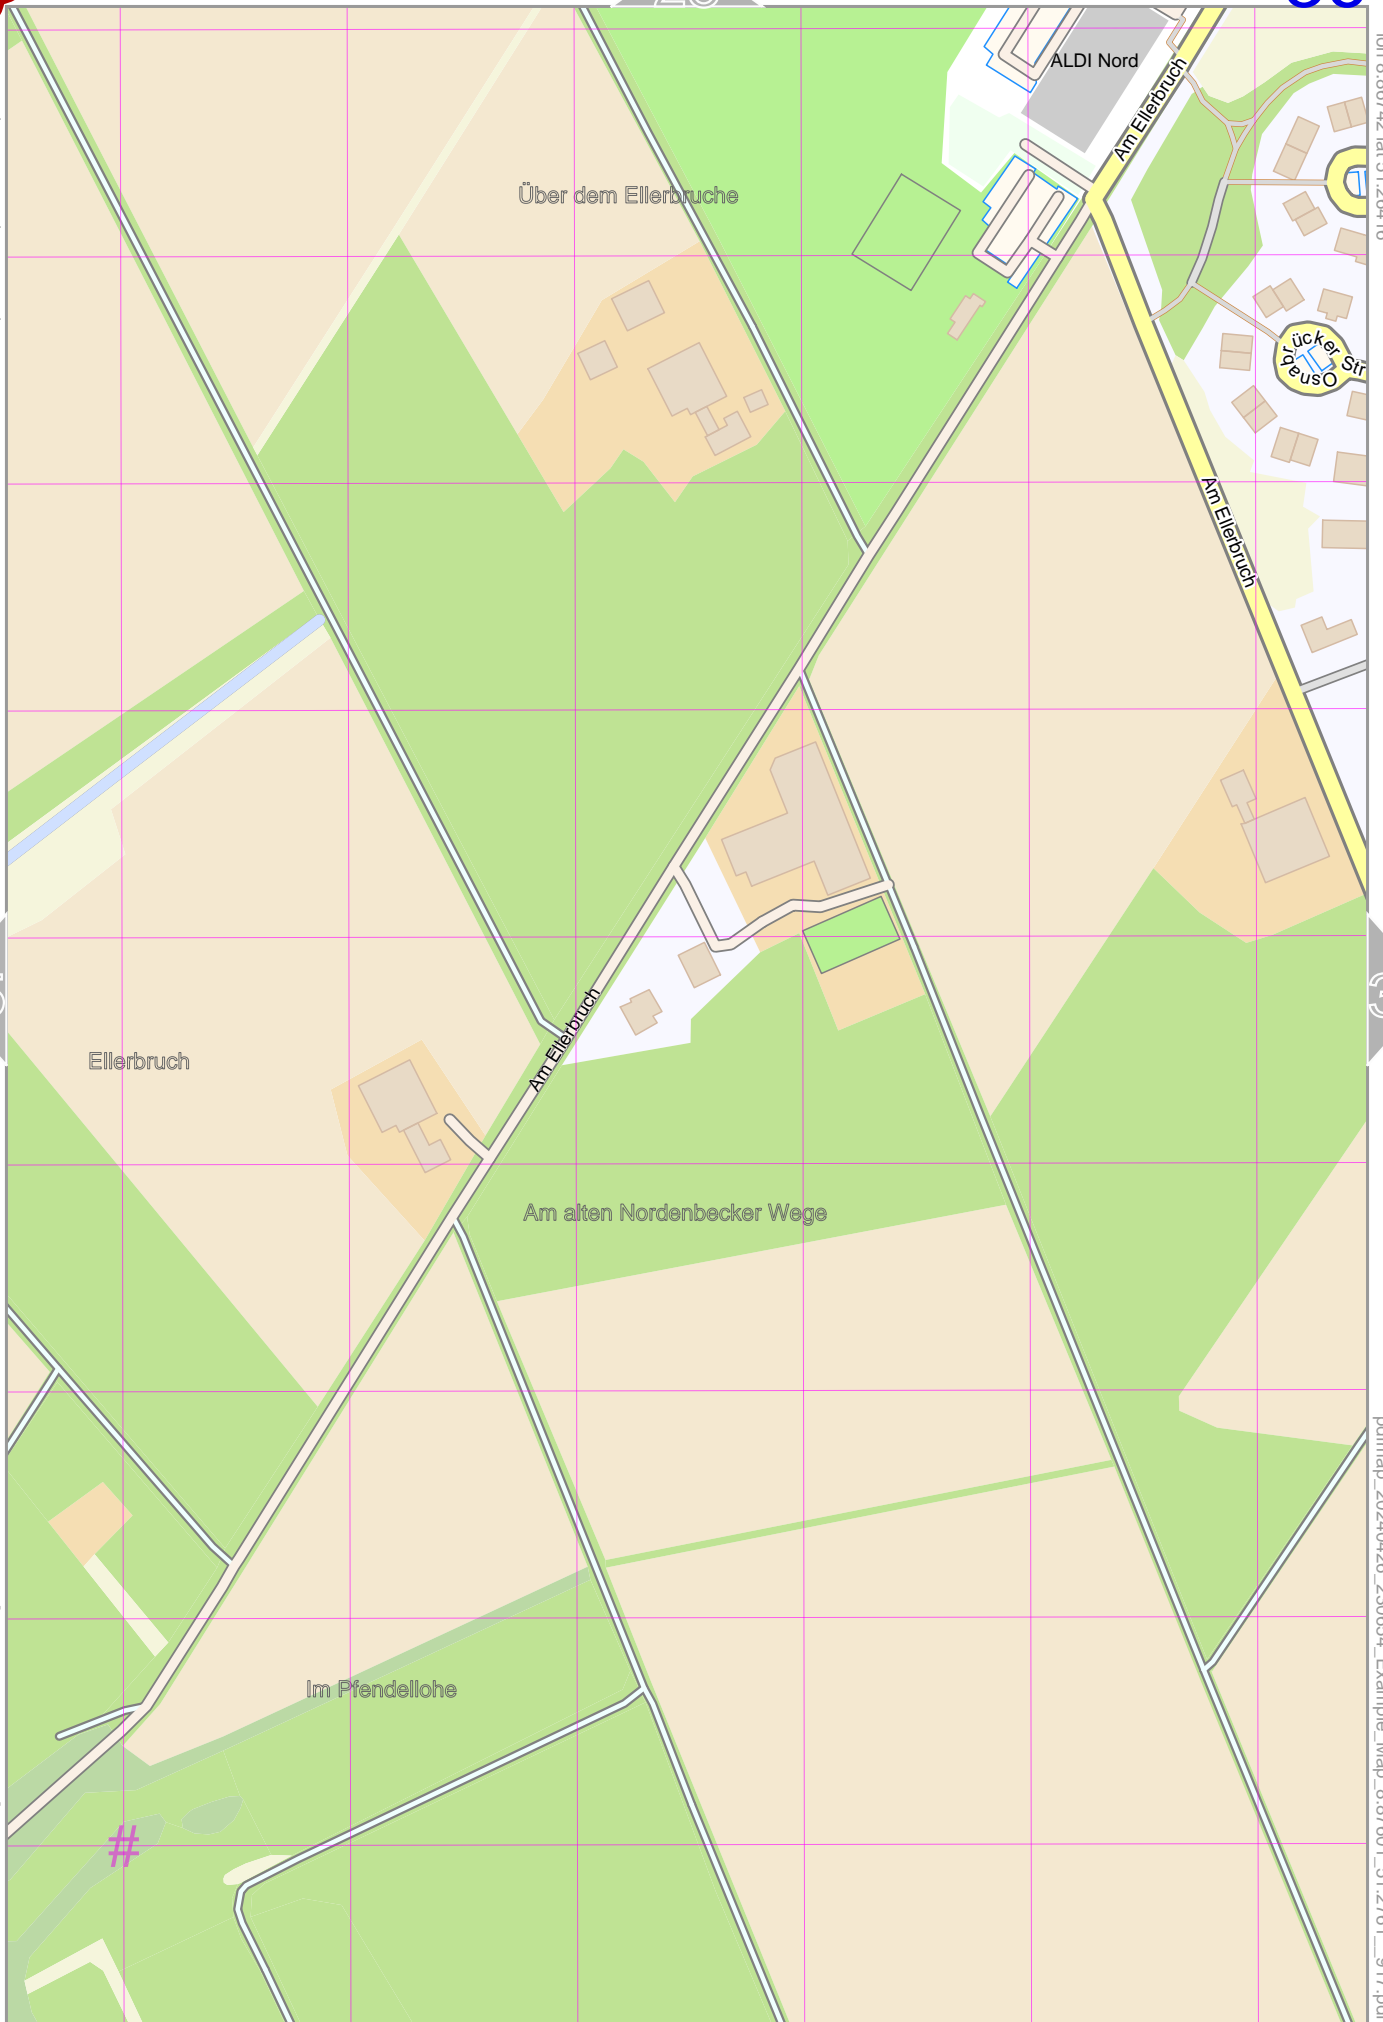 ALDI Nord
Am Ellerbruch
Über dem Ellerbruche
Osnabrücker Str
Am Ellerbruch
Am Ellerbruch
Ellerbruch
Am alten Nordenbecker Wege
Im Pfendellohe
#